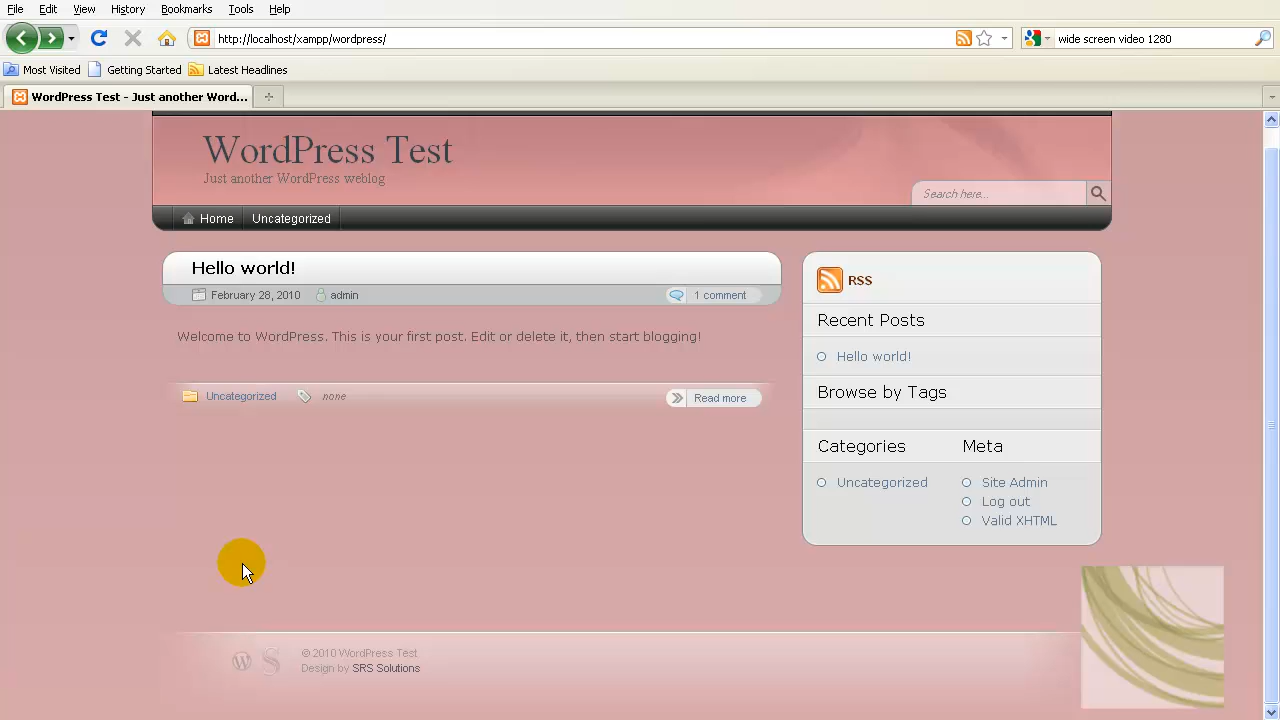 File Edit View History Bookmarks Tools Help
http://localhost/xampp/wordpress/
wide screen video 1280
Most Visited Getting Started Latest Headlines
WordPress Test - Just another Word...
WordPress Test
Just another WordPress weblog
Search here...
Home Uncategorized
Hello world!
February 28, 2010 admin 1 comment
Welcome to WordPress. This is your first post. Edit or delete it, then start blogging!
Uncategorized none Read more
RSS
Recent Posts
Hello world!
Browse by Tags
Categories Meta
Uncategorized Site Admin
Log out
Valid XHTML
© 2010 WordPress Test
Design by SRS Solutions